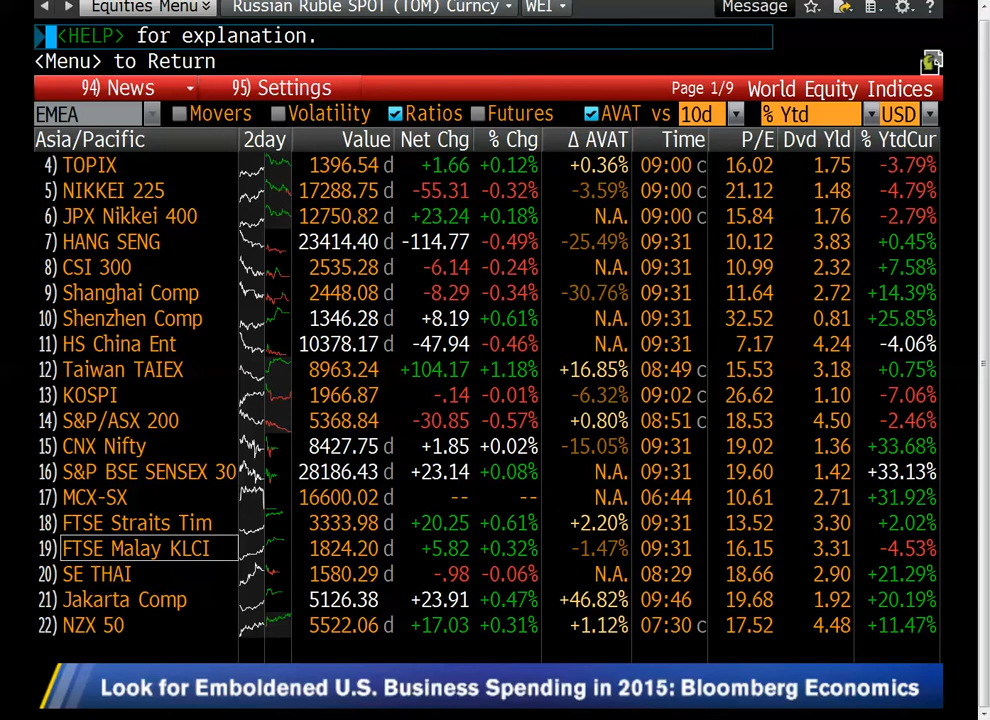 Equities Menu Russian Ruble SPOT (TOM) Curncy WEI Message ?
<HELP> for explanation.
<Menu> to Return
94) News 95) Settings Page 1/9 World Equity Indices
EMEA Movers Volatility Ratios Futures AVAT vs 10d % Ytd USD
Asia/Pacific 2day Value Net Chg % Chg Δ AVAT Time P/E Dvd Yld % YtdCur
4) TOPIX 1396.54 d +1.66 +0.12% +0.36% 09:00 c 16.02 1.75 -3.79%
5) NIKKEI 225 17288.75 d -55.31 -0.32% -3.59% 09:00 c 21.12 1.48 -4.79%
6) JPX Nikkei 400 12750.82 d +23.24 +0.18% N.A. 09:00 c 15.84 1.76 -2.79%
7) HANG SENG 23414.40 d -114.77 -0.49% -25.49% 09:31 10.12 3.83 +0.45%
8) CSI 300 2535.28 d -6.14 -0.24% N.A. 09:31 10.99 2.32 +7.58%
9) Shanghai Comp 2448.08 d -8.29 -0.34% -30.76% 09:31 11.64 2.72 +14.39%
10) Shenzhen Comp 1346.28 d +8.19 +0.61% N.A. 09:31 32.52 0.81 +25.85%
11) HS China Ent 10378.17 d -47.94 -0.46% N.A. 09:31 7.17 4.24 -4.06%
12) Taiwan TAIEX 8963.24 d +104.17 +1.18% +16.85% 08:49 c 15.53 3.18 +0.75%
13) KOSPI 1966.87 d -.14 -0.01% -6.32% 09:02 c 26.62 1.10 -7.06%
14) S&P/ASX 200 5368.84 d -30.85 -0.57% +0.80% 08:51 c 18.53 4.50 -2.46%
15) CNX Nifty 8427.75 d +1.85 +0.02% -15.05% 09:31 19.02 1.36 +33.68%
16) S&P BSE SENSEX 30 28186.43 d +23.14 +0.08% N.A. 09:31 19.60 1.42 +33.13%
17) MCX-SX 16600.02 d -- -- N.A. 06:44 10.61 2.71 +31.92%
18) FTSE Straits Tim 3333.98 d +20.25 +0.61% +2.20% 09:31 13.52 3.30 +2.02%
19) FTSE Malay KLCI 1824.20 d +5.82 +0.32% -1.47% 09:31 16.15 3.31 -4.53%
20) SE THAI 1580.29 d -.98 -0.06% N.A. 08:29 18.66 2.90 +21.29%
21) Jakarta Comp 5126.38 +23.91 +0.47% +46.82% 09:46 19.68 1.92 +20.19%
22) NZX 50 5522.06 d +17.03 +0.31% +1.12% 07:30 c 17.52 4.48 +11.47%
Look for Emboldened U.S. Business Spending in 2015: Bloomberg Economics